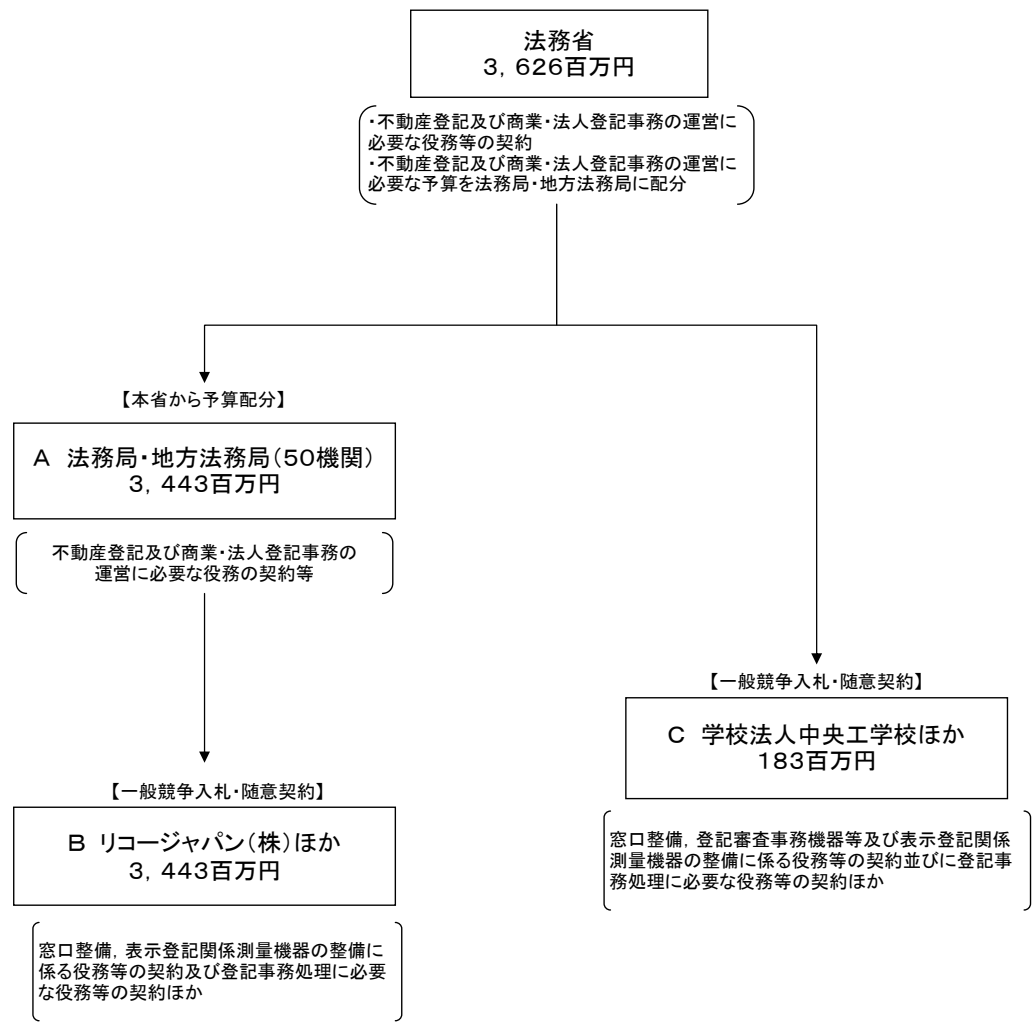 法務省
3,626百万円
・不動産登記及び商業・法人登記事務の運営に
必要な役務等の契約
・不動産登記及び商業・法人登記事務の運営に
必要な予算を法務局・地方法務局に配分
【本省から予算配分】
A 法務局・地方法務局(50機関)
3,443百万円
不動産登記及び商業・法人登記事務の
運営に必要な役務の契約等
【一般競争入札・随意契約】
B リコージャパン(株)ほか
3,443百万円
窓口整備,表示登記関係測量機器の整備に
係る役務等の契約及び登記事務処理に必要
な役務等の契約ほか
【一般競争入札・随意契約】
C 学校法人中央工学校ほか
183百万円
窓口整備,登記審査事務機器等及び表示登記関係
測量機器の整備に係る役務等の契約並びに登記事
務処理に必要な役務等の契約ほか